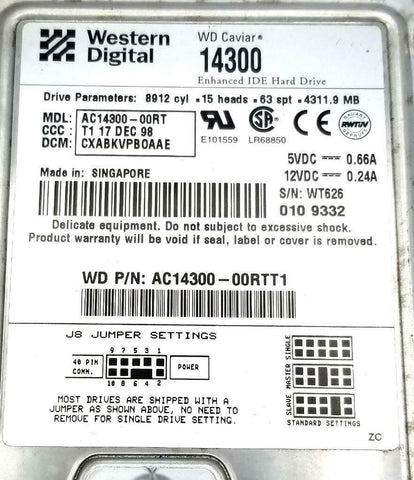 Western
Digital
WD Caviar®
14300
Enhanced IDE Hard Drive
Drive Parameters: 8912 cyl •15 heads •63 spt •4311.9 MB
MDL: AC14300-00RT
CCC : T1 17 DEC 98
DCM: CXABKVPBOAAE
E101559 LR68850
5VDC 0.66A
12VDC 0.24A
Made in: SINGAPORE
S/N: WT626
010 9332
Delicate equipment. Do not subject to excessive shock.
Product warranty will be void if seal, label or cover is removed.
WD P/N: AC14300-00RTT1
J8 JUMPER SETTINGS
9 7 5 3 1
40 PIN
CONN.
POWER
10 8 6 4 2
MOST DRIVES ARE SHIPPED WITH A
JUMPER AS SHOWN ABOVE, NO NEED TO
REMOVE FOR SINGLE DRIVE SETTING.
SINGLE
MASTER
SLAVE
STANDARD SETTINGS
ZC